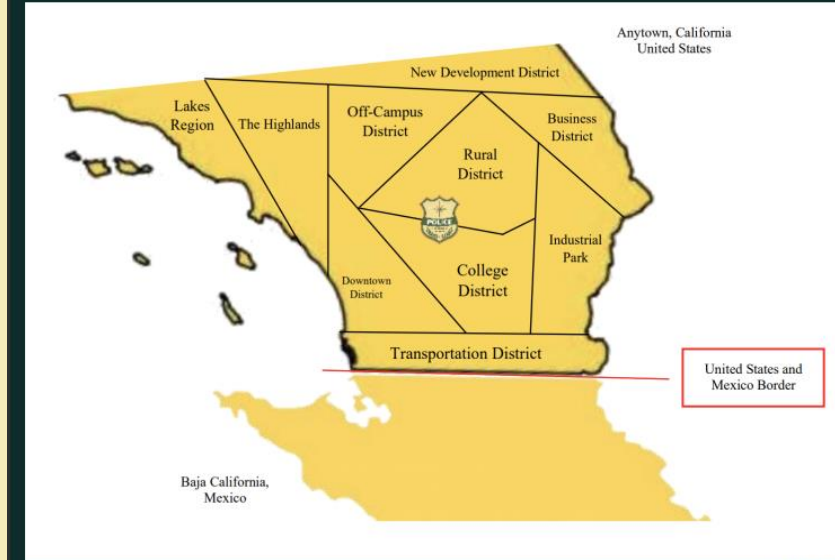 Anytown, California
United States
New Development District
Lakes
Region
The Highlands
Off-Campus
District
Business
District
Rural
District
POLICE
Industrial
Park
College
District
Downtown
District
Transportation District
United States and
Mexico Border
Baja California,
Mexico